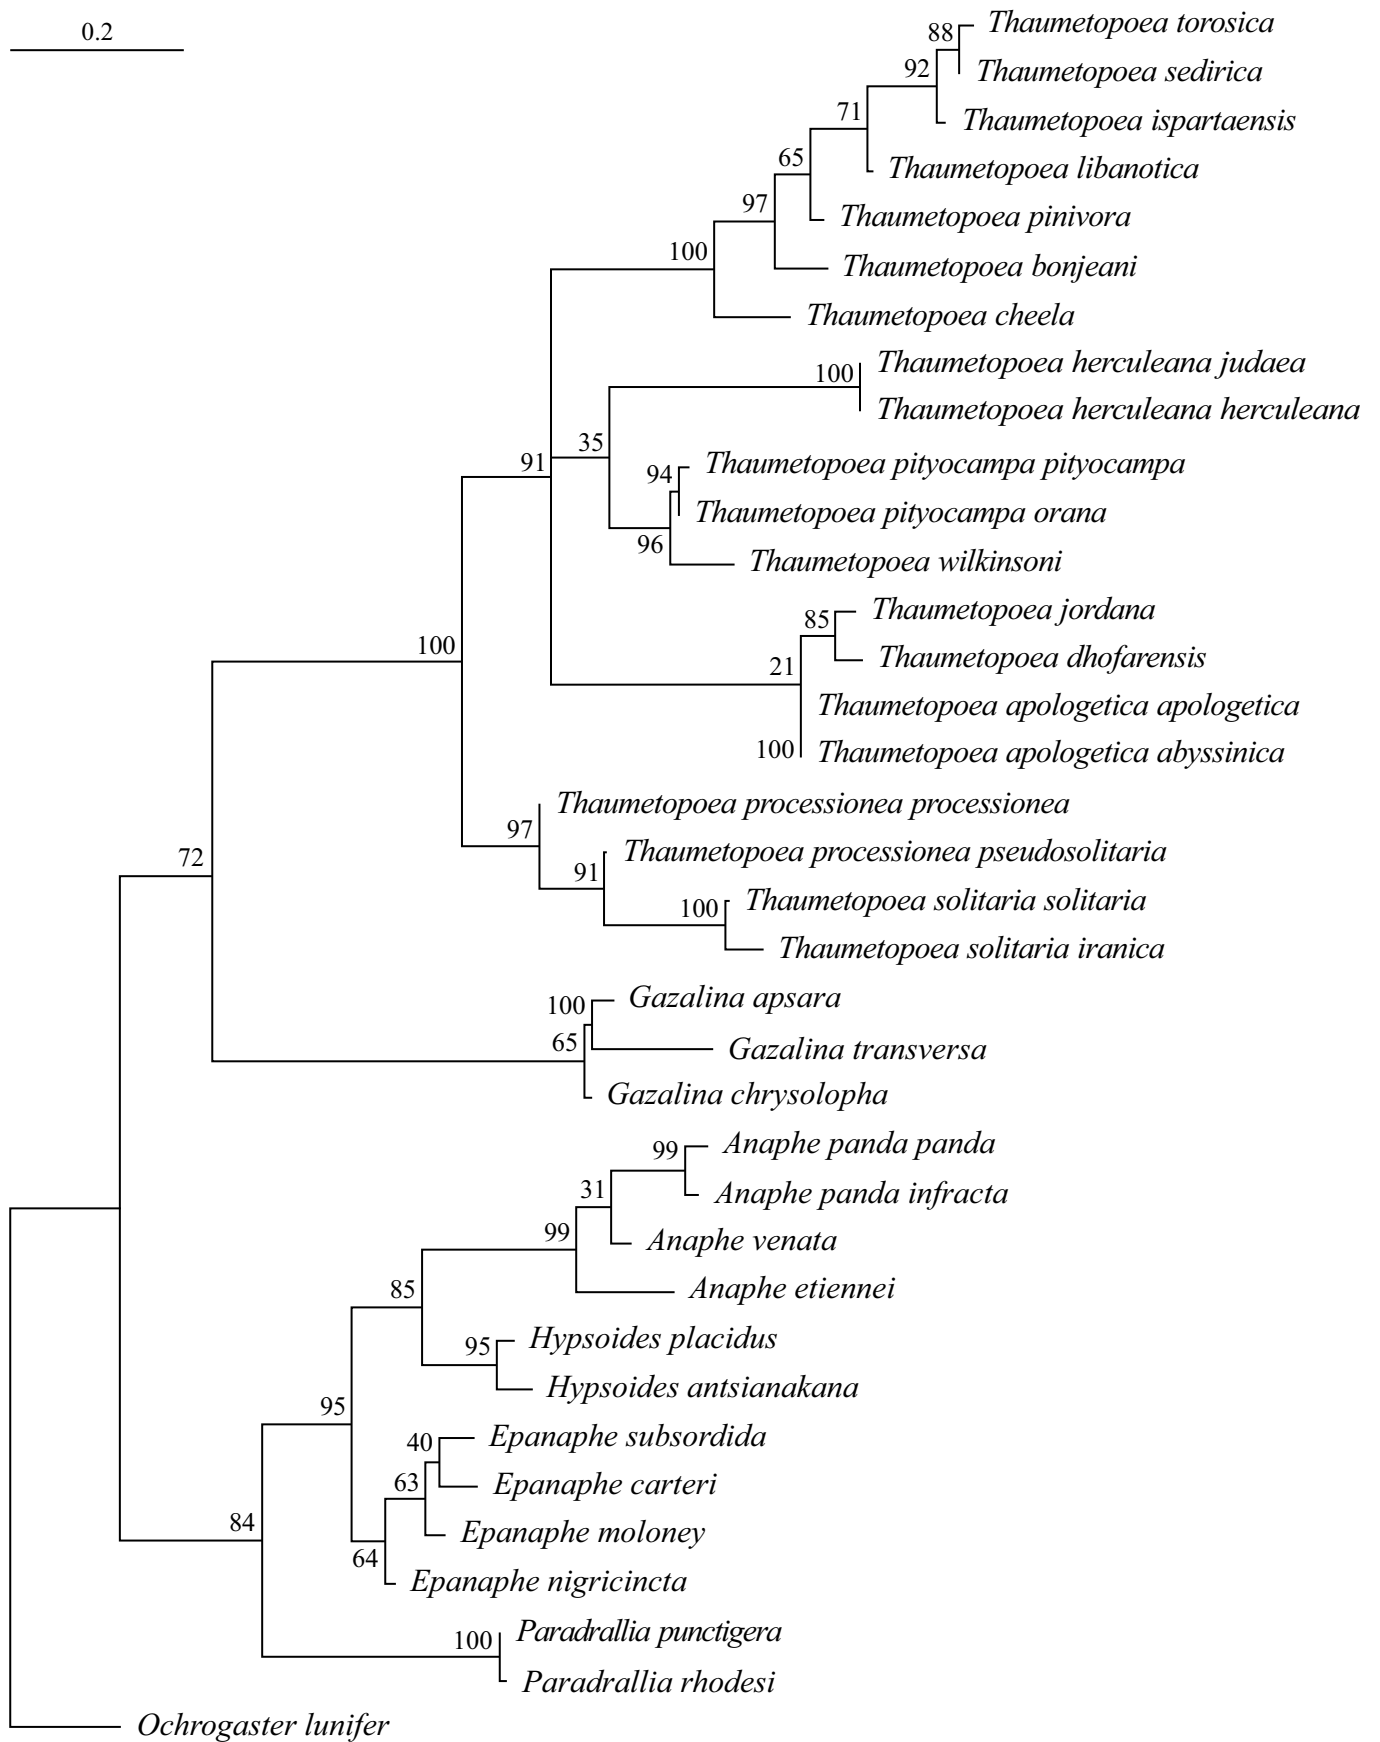 0.2
88
Thaumetopoea torosica
92
Thaumetopoea sedirica
71
Thaumetopoea ispartaensis
65
Thaumetopoea libanotica
97
Thaumetopoea pinivora
100
Thaumetopoea bonjeani
Thaumetopoea cheela
100
Thaumetopoea herculeana judaea
Thaumetopoea herculeana herculeana
35
91
94
Thaumetopoea pityocampa pityocampa
Thaumetopoea pityocampa orana
96
Thaumetopoea wilkinsoni
85
Thaumetopoea jordana
100
21
Thaumetopoea dhofarensis
Thaumetopoea apologetica apologetica
100
Thaumetopoea apologetica abyssinica
Thaumetopoea processionea processionea
97
72
91
Thaumetopoea processionea pseudosolitaria
100
Thaumetopoea solitaria solitaria
Thaumetopoea solitaria iranica
100
Gazalina apsara
65
Gazalina transversa
Gazalina chrysolopha
99
Anaphe panda panda
31
Anaphe panda infracta
99
Anaphe venata
85
Anaphe etiennei
95
Hypsoides placidus
Hypsoides antsianakana
95
40
Epanaphe subsordida
63
Epanaphe carteri
84
Epanaphe moloney
64
Epanaphe nigricincta
100
Paradrallia punctigera
Paradrallia rhodesi
Ochrogaster lunifer